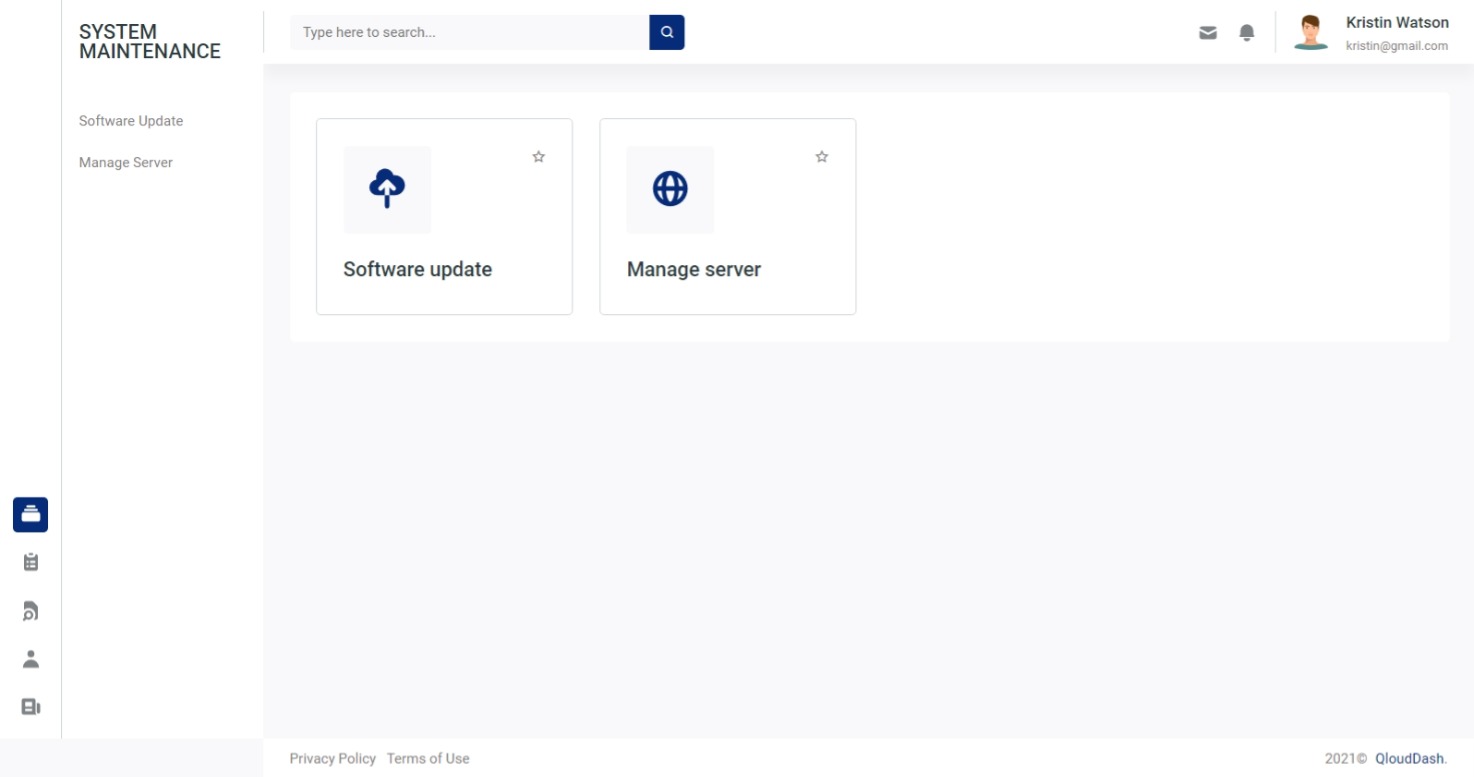 SYSTEM
MAINTENANCE
Software Update
Manage Server
Type here to search...
Kristin Watson
kristin@gmail.com
Software update
Manage server
Privacy Policy Terms of Use
2021© QloudDash.